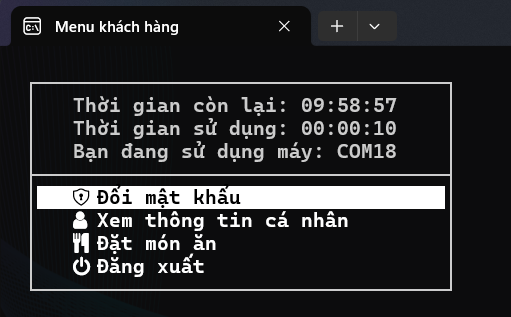 Menu khách hàng
Thời gian còn lại: 09:58:57
Thời gian sử dụng: 00:00:10
Bạn đang sử dụng máy: COM18
Đổi mật khẩu
Xem thông tin cá nhân
Đặt món ăn
Đăng xuất